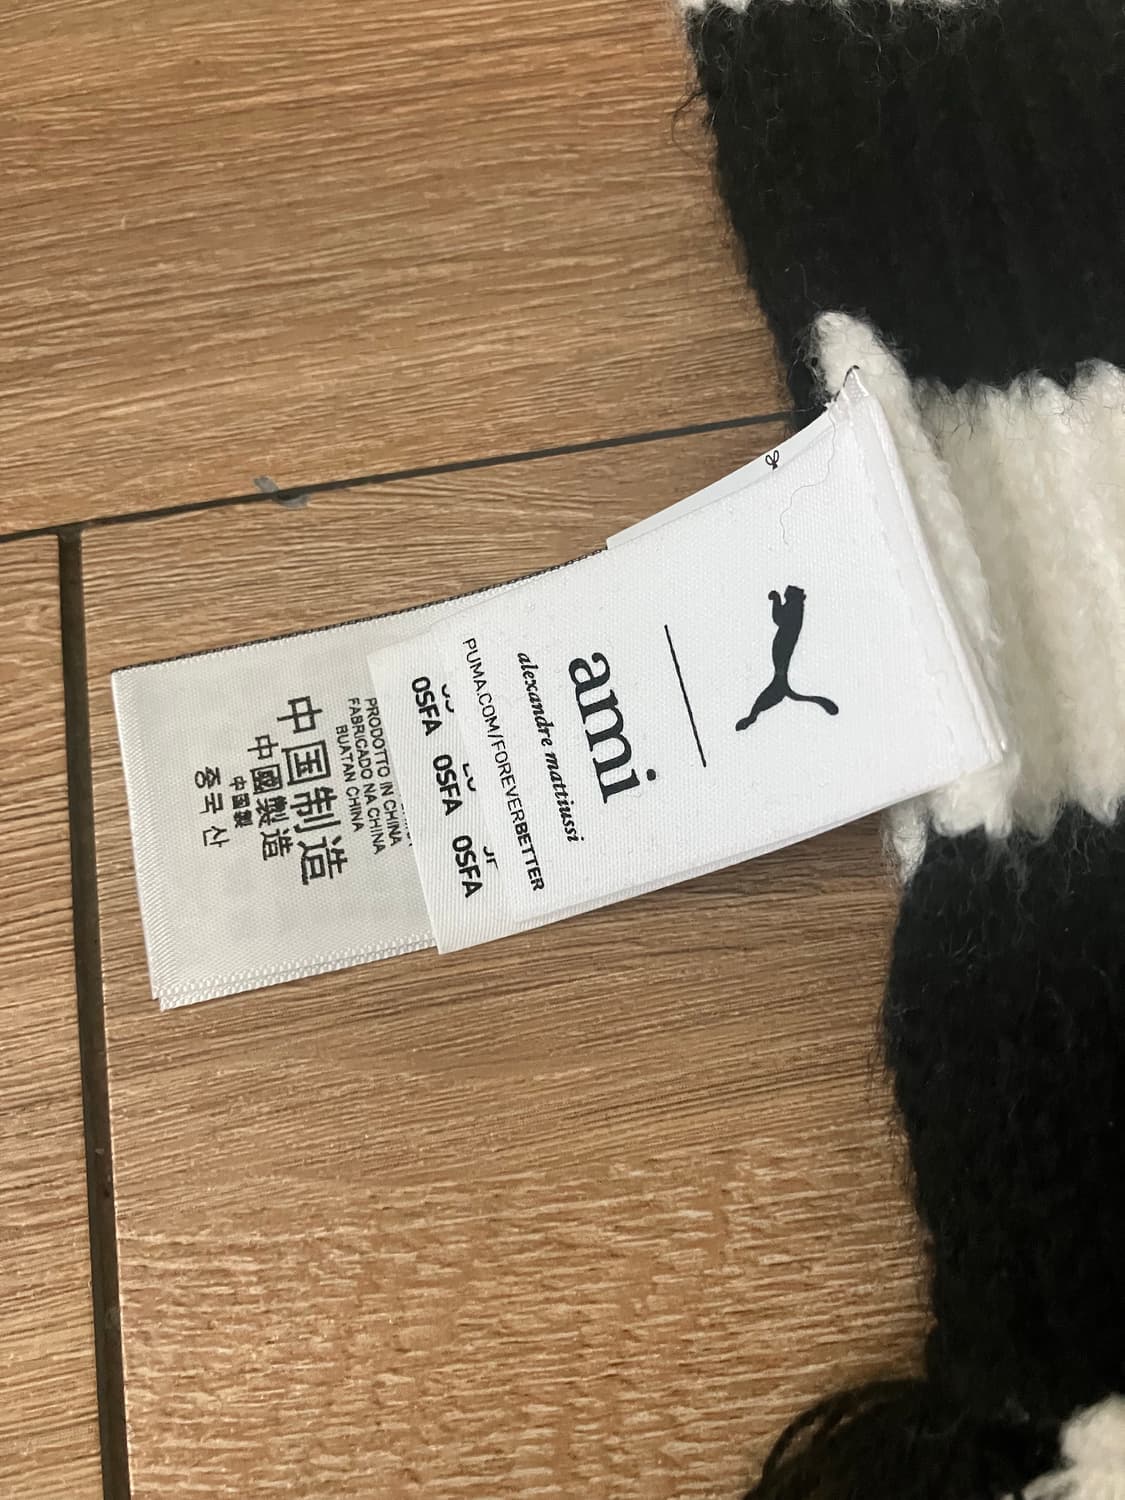 ami
alexandre mattiussi
PUMA.COM/FOREVERBETTER
OSFA OSFA OSFA
PRODOTTO IN CHINA
FABRICADO NA CHINA
BUATAN CHINA
中国制造
中國製造
中国製
중국 산